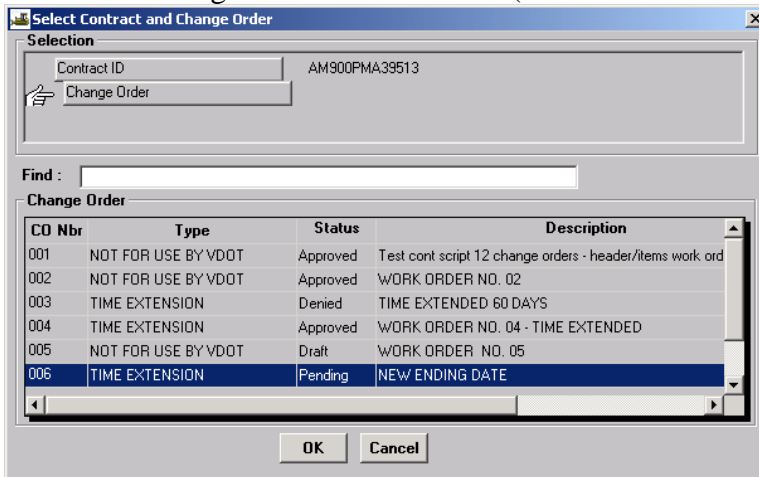 Select Contract and Change Order
Selection
Contract ID AM900PMA39513
Change Order
Find :
Change Order
CO Nbr Type Status Description
001 NOT FOR USE BY VDOT Approved Test cont script 12 change orders - header/items work ord
002 NOT FOR USE BY VDOT Approved WORK ORDER NO. 02
003 TIME EXTENSION Denied TIME EXTENDED 60 DAYS
004 TIME EXTENSION Approved WORK ORDER NO. 04 - TIME EXTENDED
005 NOT FOR USE BY VDOT Draft WORK ORDER NO. 05
006 TIME EXTENSION Pending NEW ENDING DATE
OK Cancel